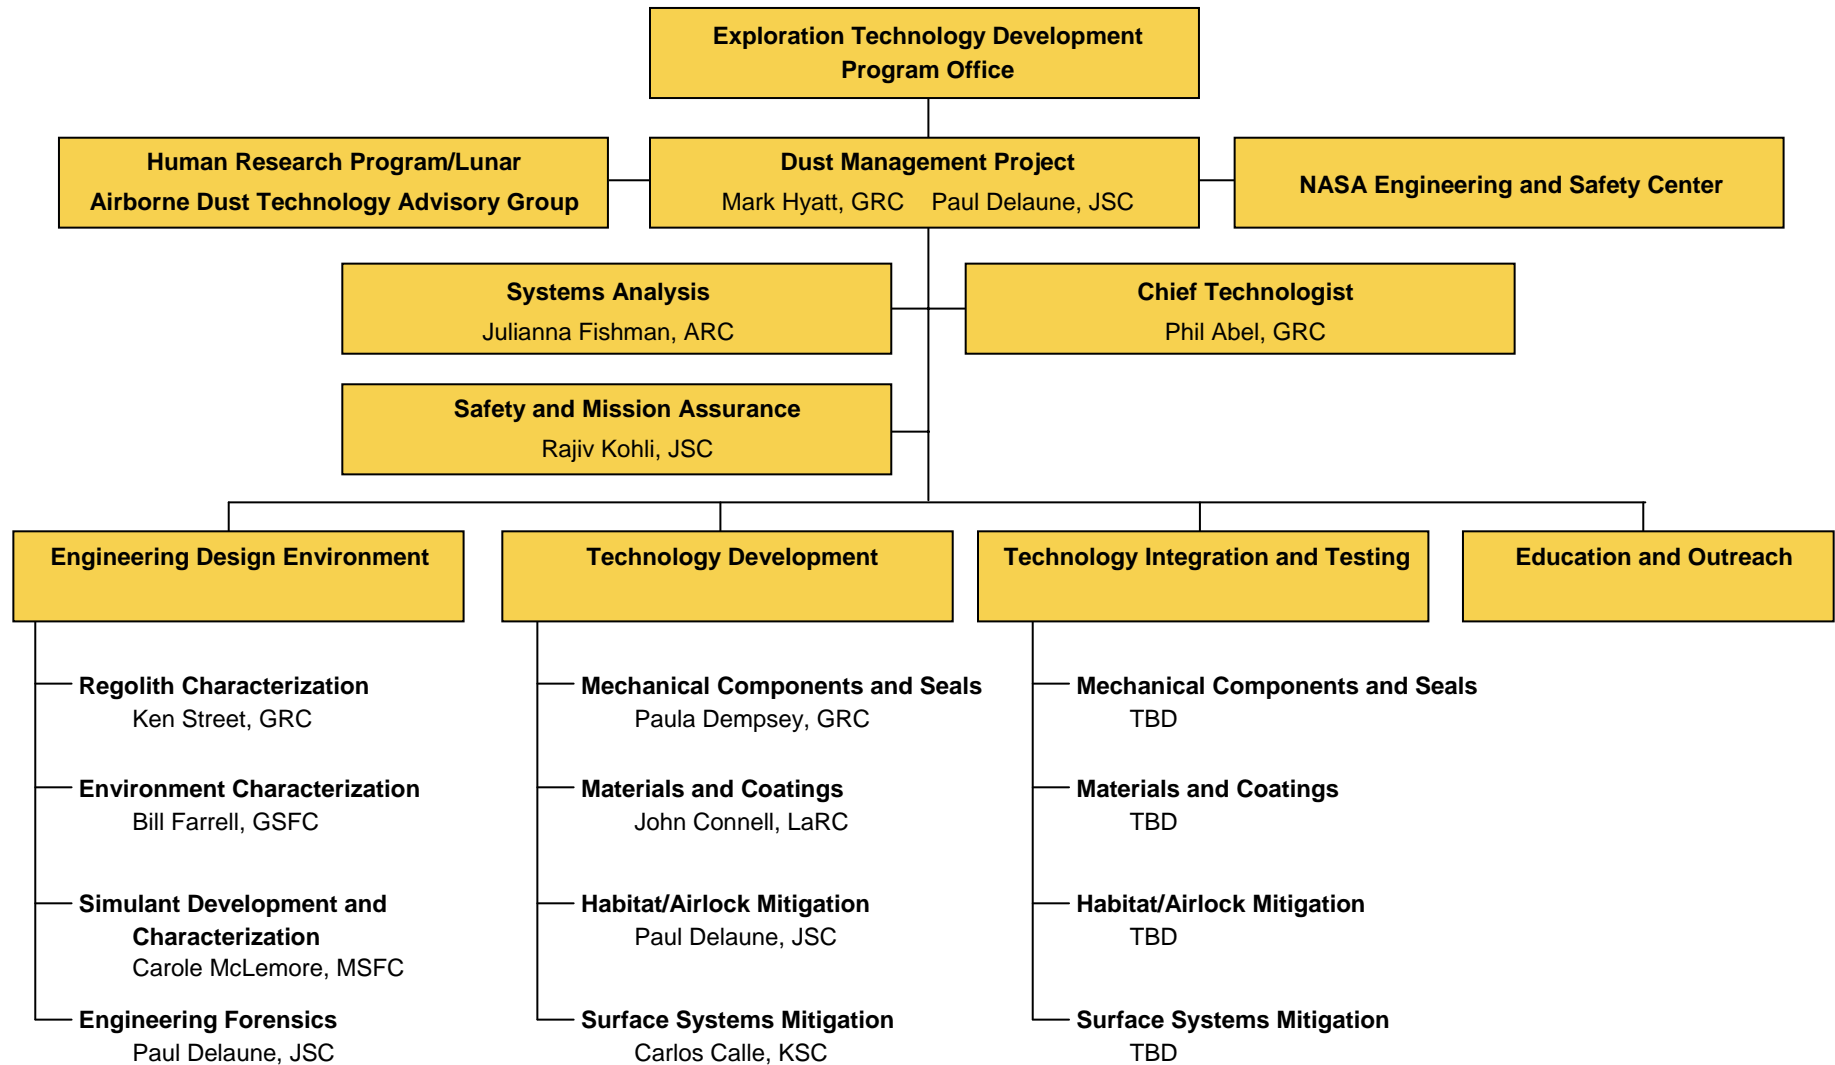 Exploration Technology Development
Program Office
Human Research Program/Lunar
Airborne Dust Technology Advisory Group
Dust Management Project
Mark Hyatt, GRC Paul Delaune, JSC
NASA Engineering and Safety Center
Systems Analysis
Julianna Fishman, ARC
Chief Technologist
Phil Abel, GRC
Safety and Mission Assurance
Rajiv Kohli, JSC
Engineering Design Environment
Regolith Characterization
Ken Street, GRC
Environment Characterization
Bill Farrell, GSFC
Simulant Development and
Characterization
Carole McLemore, MSFC
Engineering Forensics
Paul Delaune, JSC
Technology Development
Mechanical Components and Seals
Paula Dempsey, GRC
Materials and Coatings
John Connell, LaRC
Habitat/Airlock Mitigation
Paul Delaune, JSC
Surface Systems Mitigation
Carlos Calle, KSC
Technology Integration and Testing
Mechanical Components and Seals
TBD
Materials and Coatings
TBD
Habitat/Airlock Mitigation
TBD
Surface Systems Mitigation
TBD
Education and Outreach